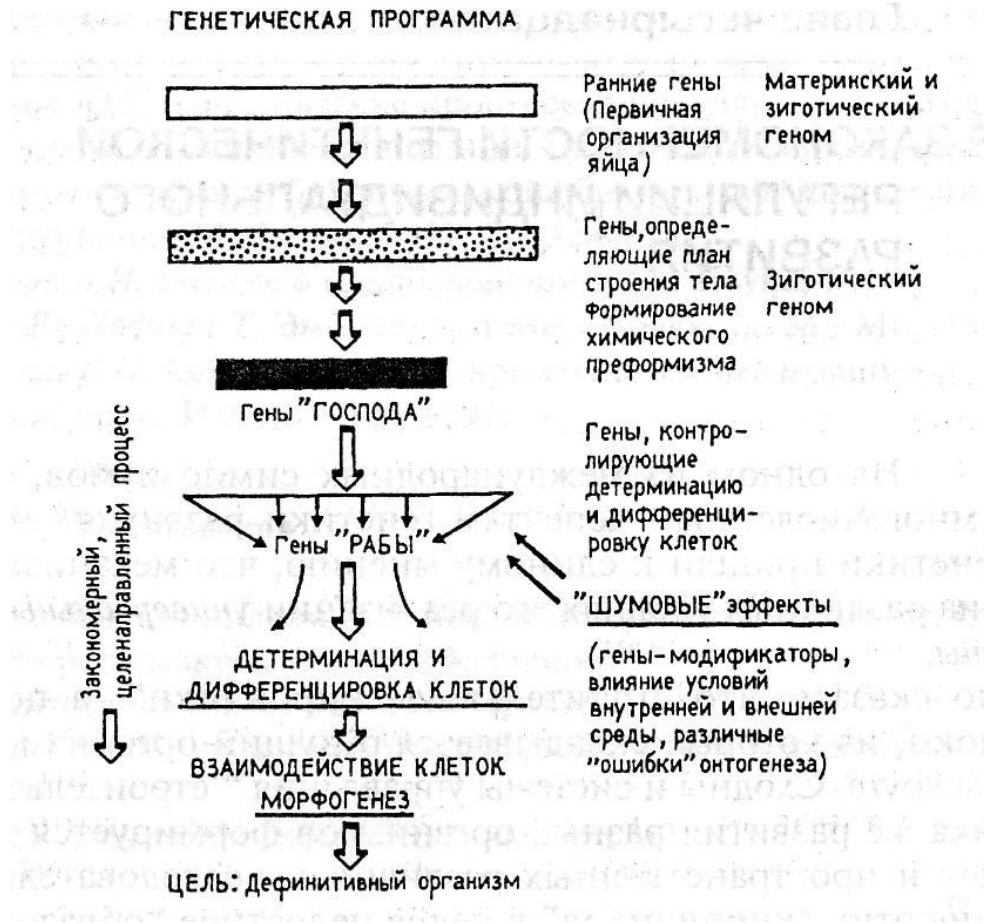 ГЕНЕТИЧЕСКАЯ ПРОГРАММА
Ранние гены
(Первичная
организация
яйца)
Материнский и
зиготический
геном
Гены, опреде-
ляющие план
строения тела
Формирование
химического
преформизма
Зиготический
геном
Гены "ГОСПОДА"
Гены, контро-
лирующие
детерминацию
и дифференци-
ровку клеток
Гены "РАБЫ"
Закономерный,
целенаправленный процесс
"ШУМОВЫЕ" эффекты
(гены-модификаторы,
влияние условий
внутренней и внешней
среды, различные
"ошибки" онтогенеза)
ДЕТЕРМИНАЦИЯ И
ДИФФЕРЕНЦИРОВКА КЛЕТОК
ВЗАИМОДЕЙСТВИЕ КЛЕТОК
МОРФОГЕНЕЗ
ЦЕЛЬ: Дефинитивный организм